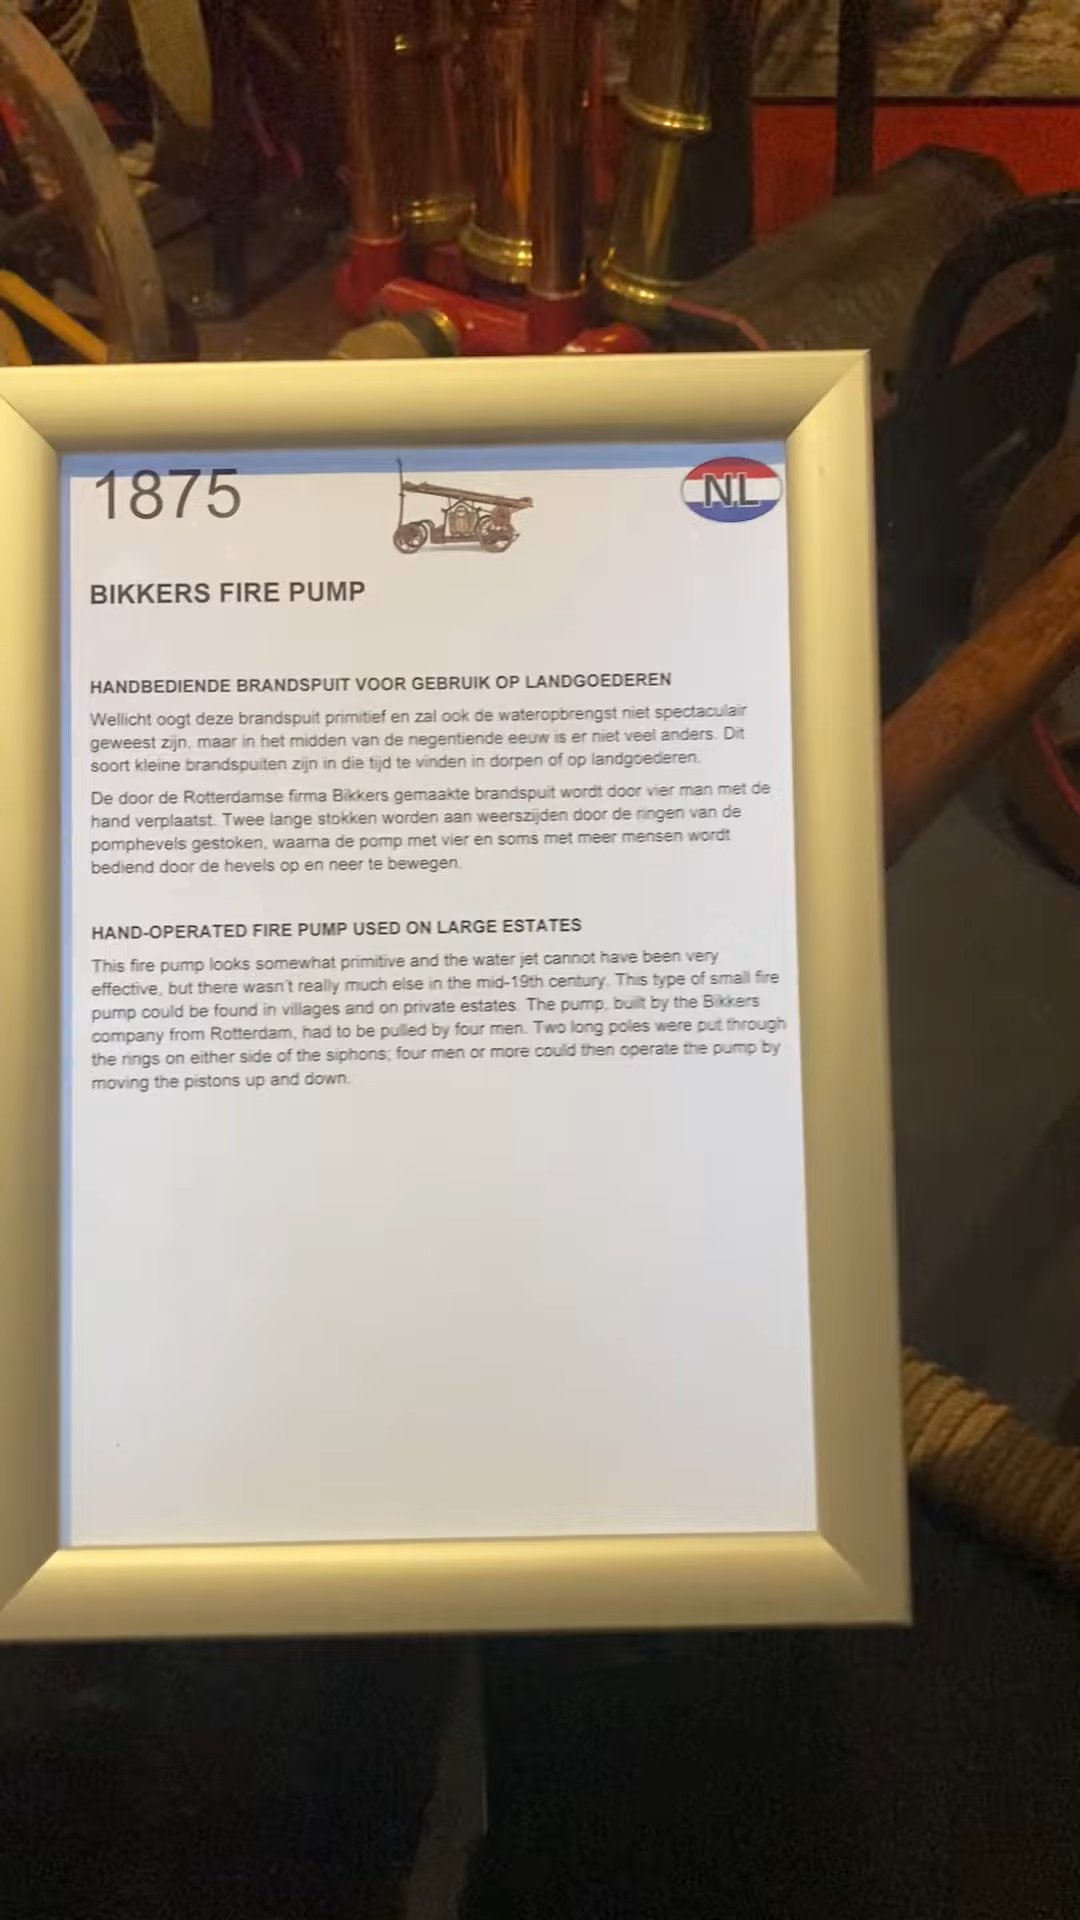 1875
NL
BIKKERS FIRE PUMP
HANDBEDIENDE BRANDSPUIT VOOR GEBRUIK OP LANDGOEDEREN
Wellicht oogt deze brandspuit primitief en zal ook de wateropbrengst niet spectaculair
geweest zijn, maar in het midden van de negentiende eeuw is er niet veel anders. Dit
soort kleine brandspuiten zijn in die tijd te vinden in dorpen of op landgoederen.
De door de Rotterdamse firma Bikkers gemaakte brandspuit wordt door vier man met de
hand verplaatst. Twee lange stokken worden aan weerszijden door de ringen van de
pomphevels gestoken, waarna de pomp met vier en soms met meer mensen wordt
bediend door de hevels op en neer te bewegen.
HAND-OPERATED FIRE PUMP USED ON LARGE ESTATES
This fire pump looks somewhat primitive and the water jet cannot have been very
effective, but there wasn't really much else in the mid-19th century. This type of small fire
pump could be found in villages and on private estates. The pump, built by the Bikkers
company from Rotterdam, had to be pulled by four men. Two long poles were put through
the rings on either side of the siphons; four men or more could then operate the pump by
moving the pistons up and down.